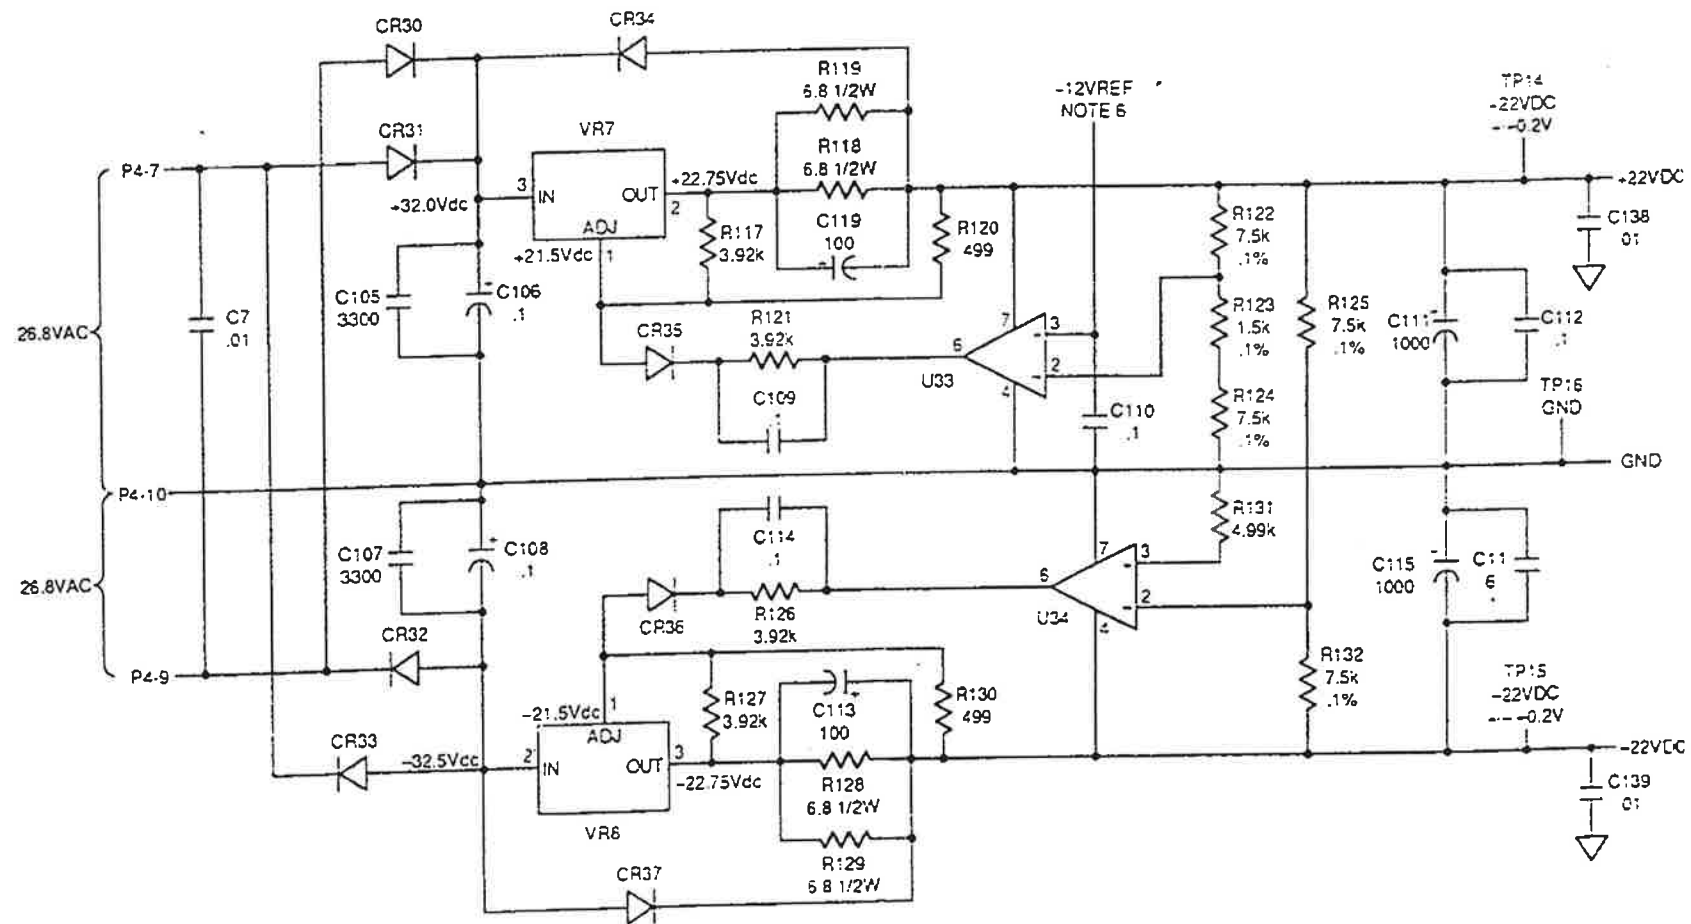 CR30
CR34
R119
6.8 1/2W
-12VREF
NOTE 6
TP14
-22VDC
-0.2V
CR31
VR7
R118
6.8 1/2W
P4-7
+22.75Vdc
3
IN
OUT
2
ADJ
+32.0Vdc
+21.5Vdc
1
R117
3.92k
C119
100
R120
499
R122
7.5k
.1%
+22VDC
C138
01
C105
3300
C106
.1
26.8VAC
C7
.01
CR35
R121
3.92k
6
7
3
2
4
U33
R123
1.5k
.1%
R125
7.5k
.1%
C111
1000
C112
.1
C109
.1
C110
.1
R124
7.5k
.1%
TP16
GND
GND
P4-10
C107
3300
C108
.1
C114
.1
R131
4.99k
26.8VAC
CR36
R126
3.92k
6
7
3
2
4
U34
C115
1000
C11
6
CR32
P4-9
R127
3.92k
C113
100
R130
499
R132
7.5k
.1%
TP15
-22VDC
-0.2V
-21.5Vdc
1
ADJ
CR33
-32.5Vdc
2
IN
OUT
3
-22.75Vdc
VR8
R128
6.8 1/2W
-22VDC
C139
01
CR37
R129
6.8 1/2W